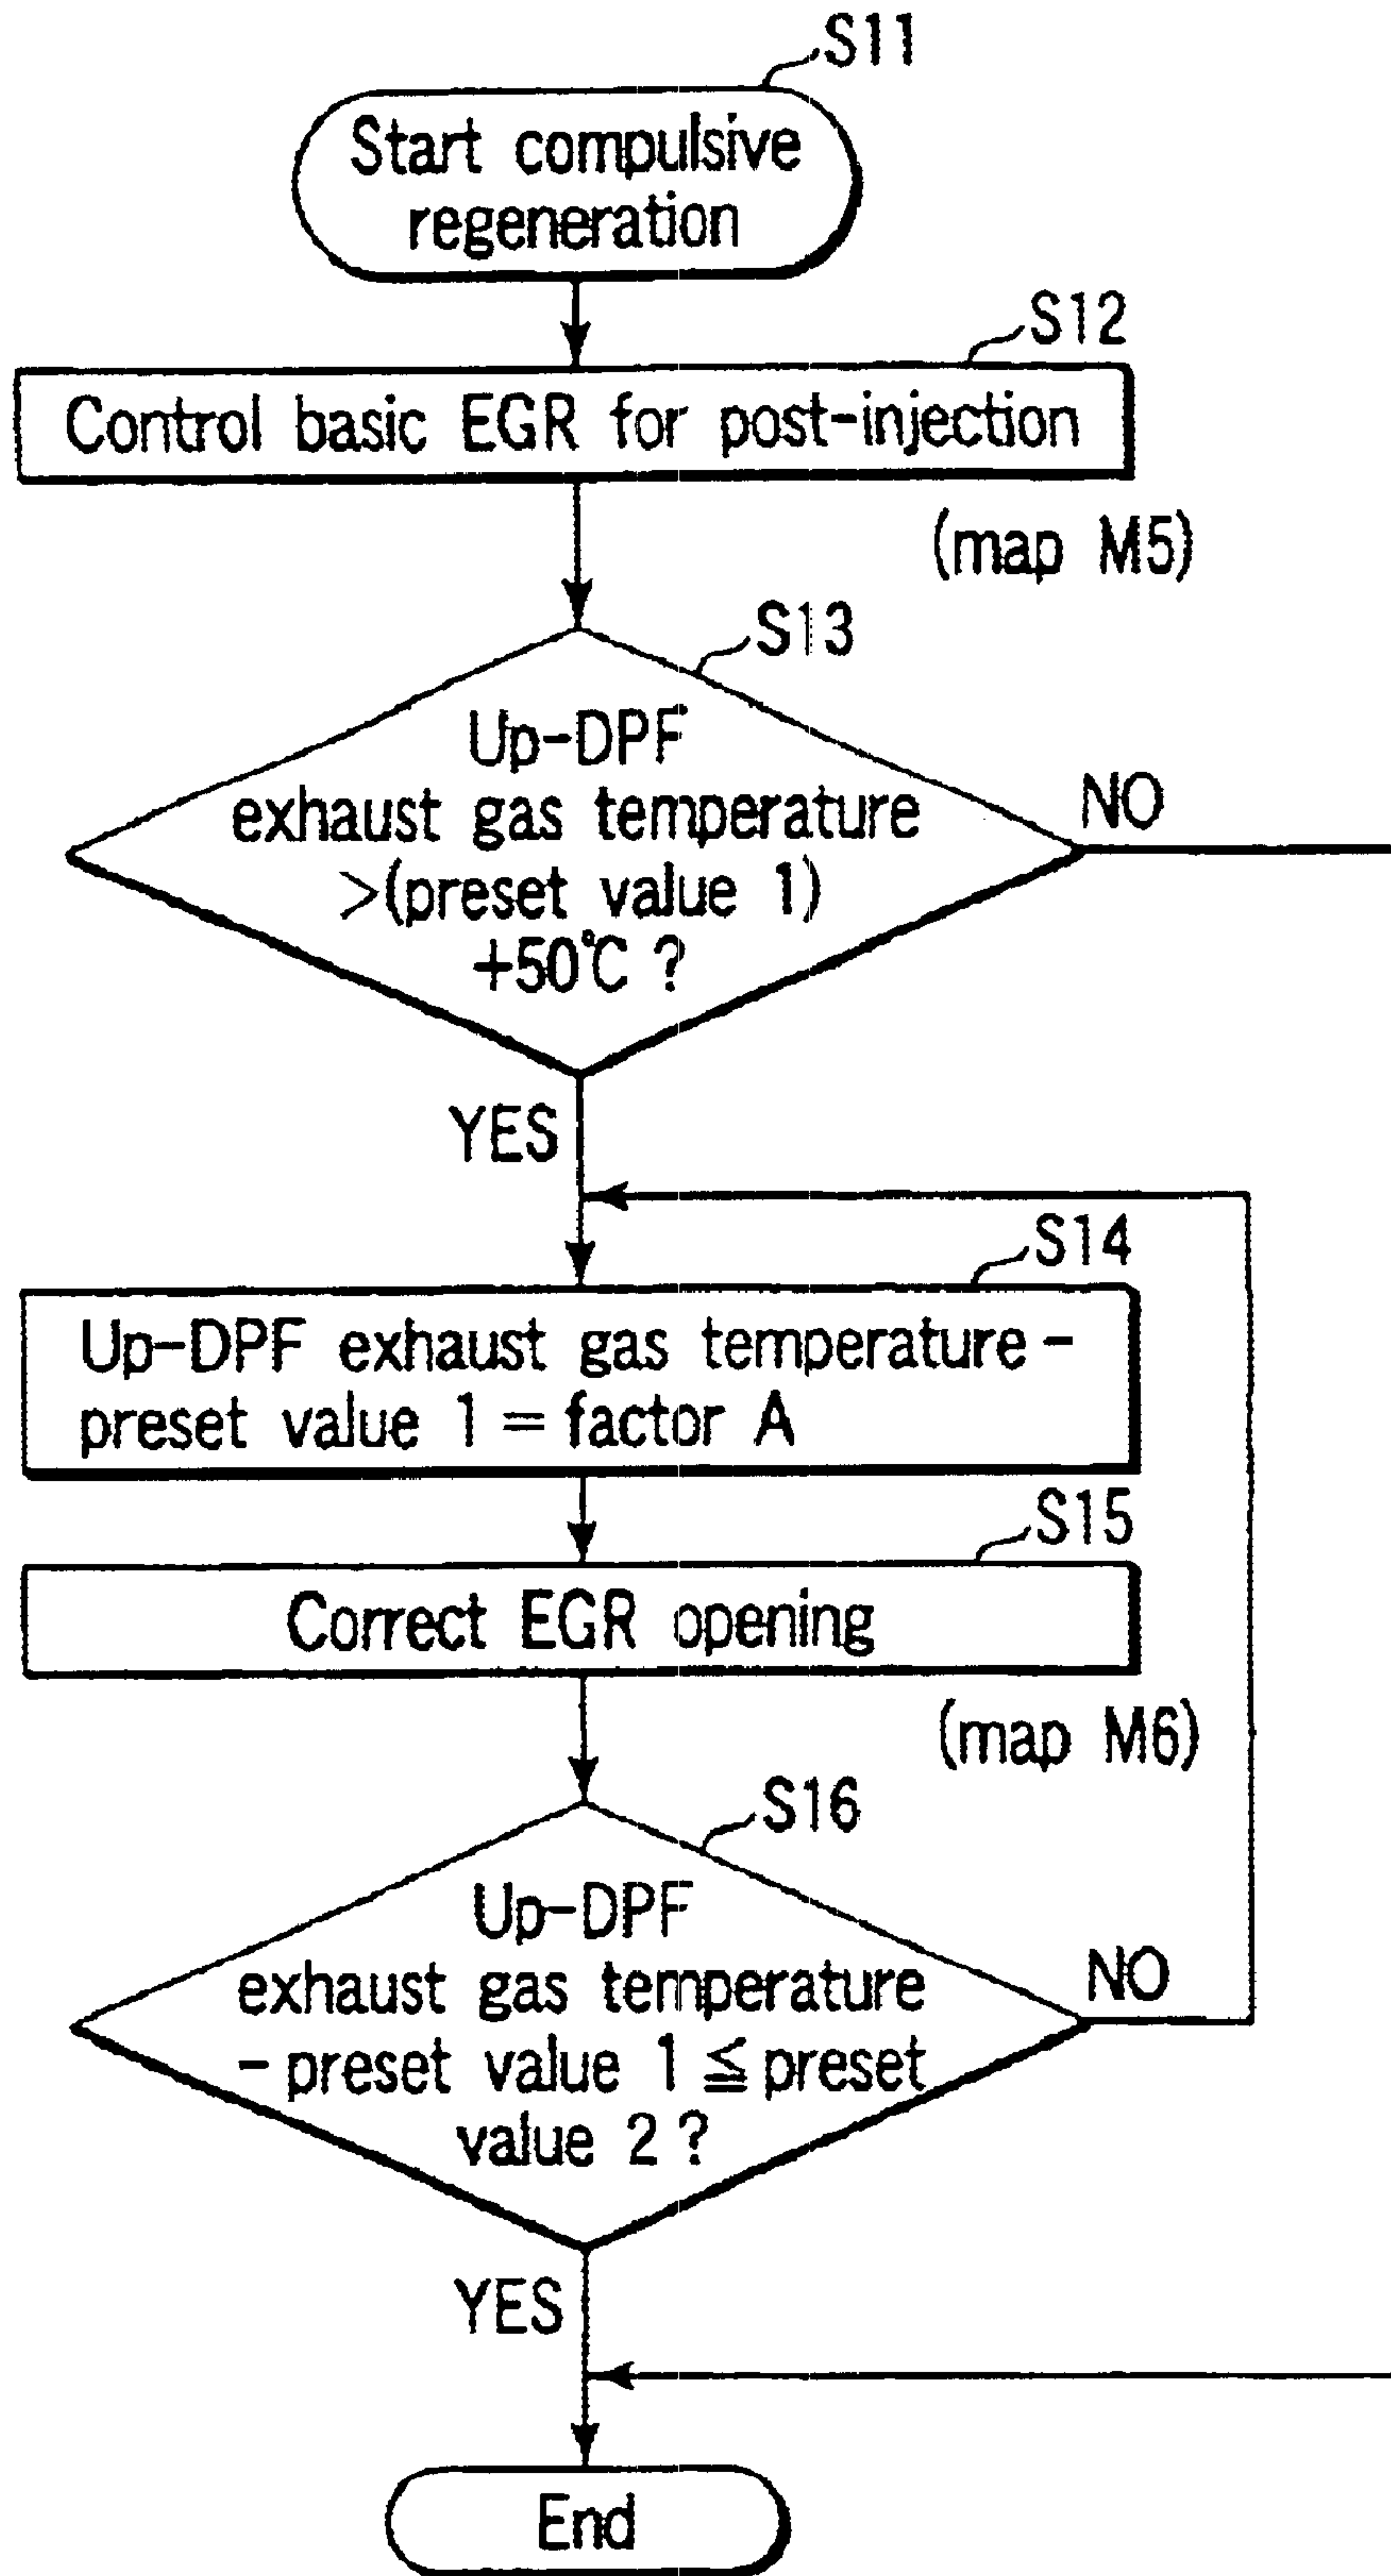 S11
Start compulsive
regeneration
S12
Control basic EGR for post-injection
(map M5)
S13
Up-DPF
exhaust gas temperature
>(preset value 1)
+50℃ ?
NO
YES
S14
Up-DPF exhaust gas temperature -
preset value 1 = factor A
S15
Correct EGR opening
(map M6)
S16
Up-DPF
exhaust gas temperature
- preset value 1 ≦ preset
value 2 ?
NO
YES
End